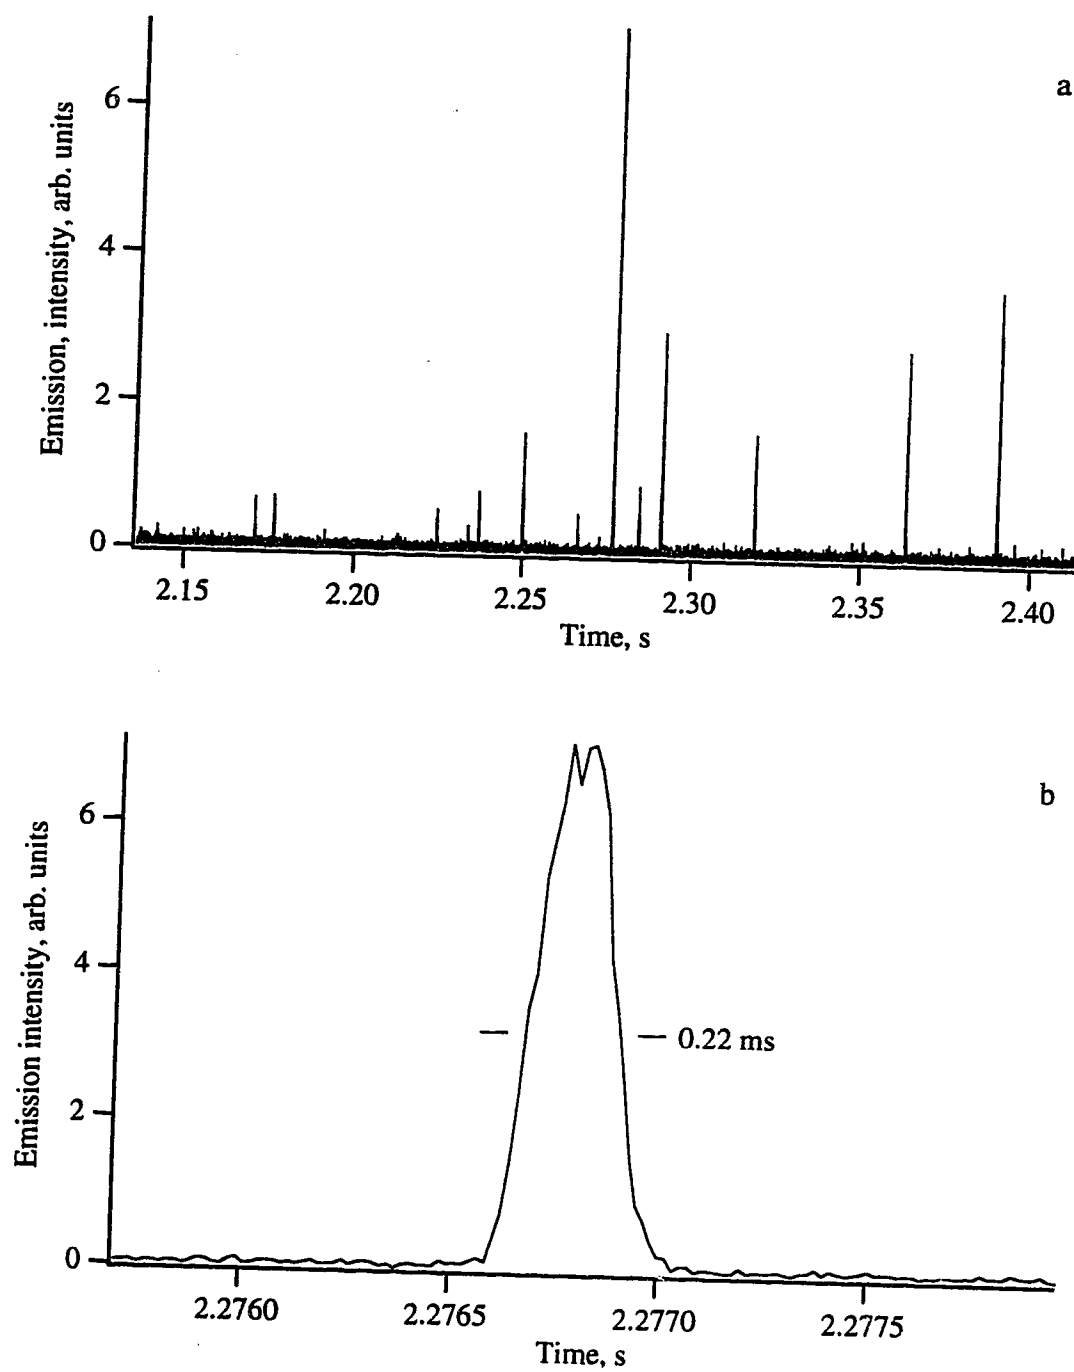 a
6
4
2
0
Emission, intensity, arb. units
2.15 2.20 2.25 2.30 2.35 2.40
Time, s
b
6
4
2
0
Emission intensity, arb. units
0.22 ms
2.2760 2.2765 2.2770 2.2775
Time, s